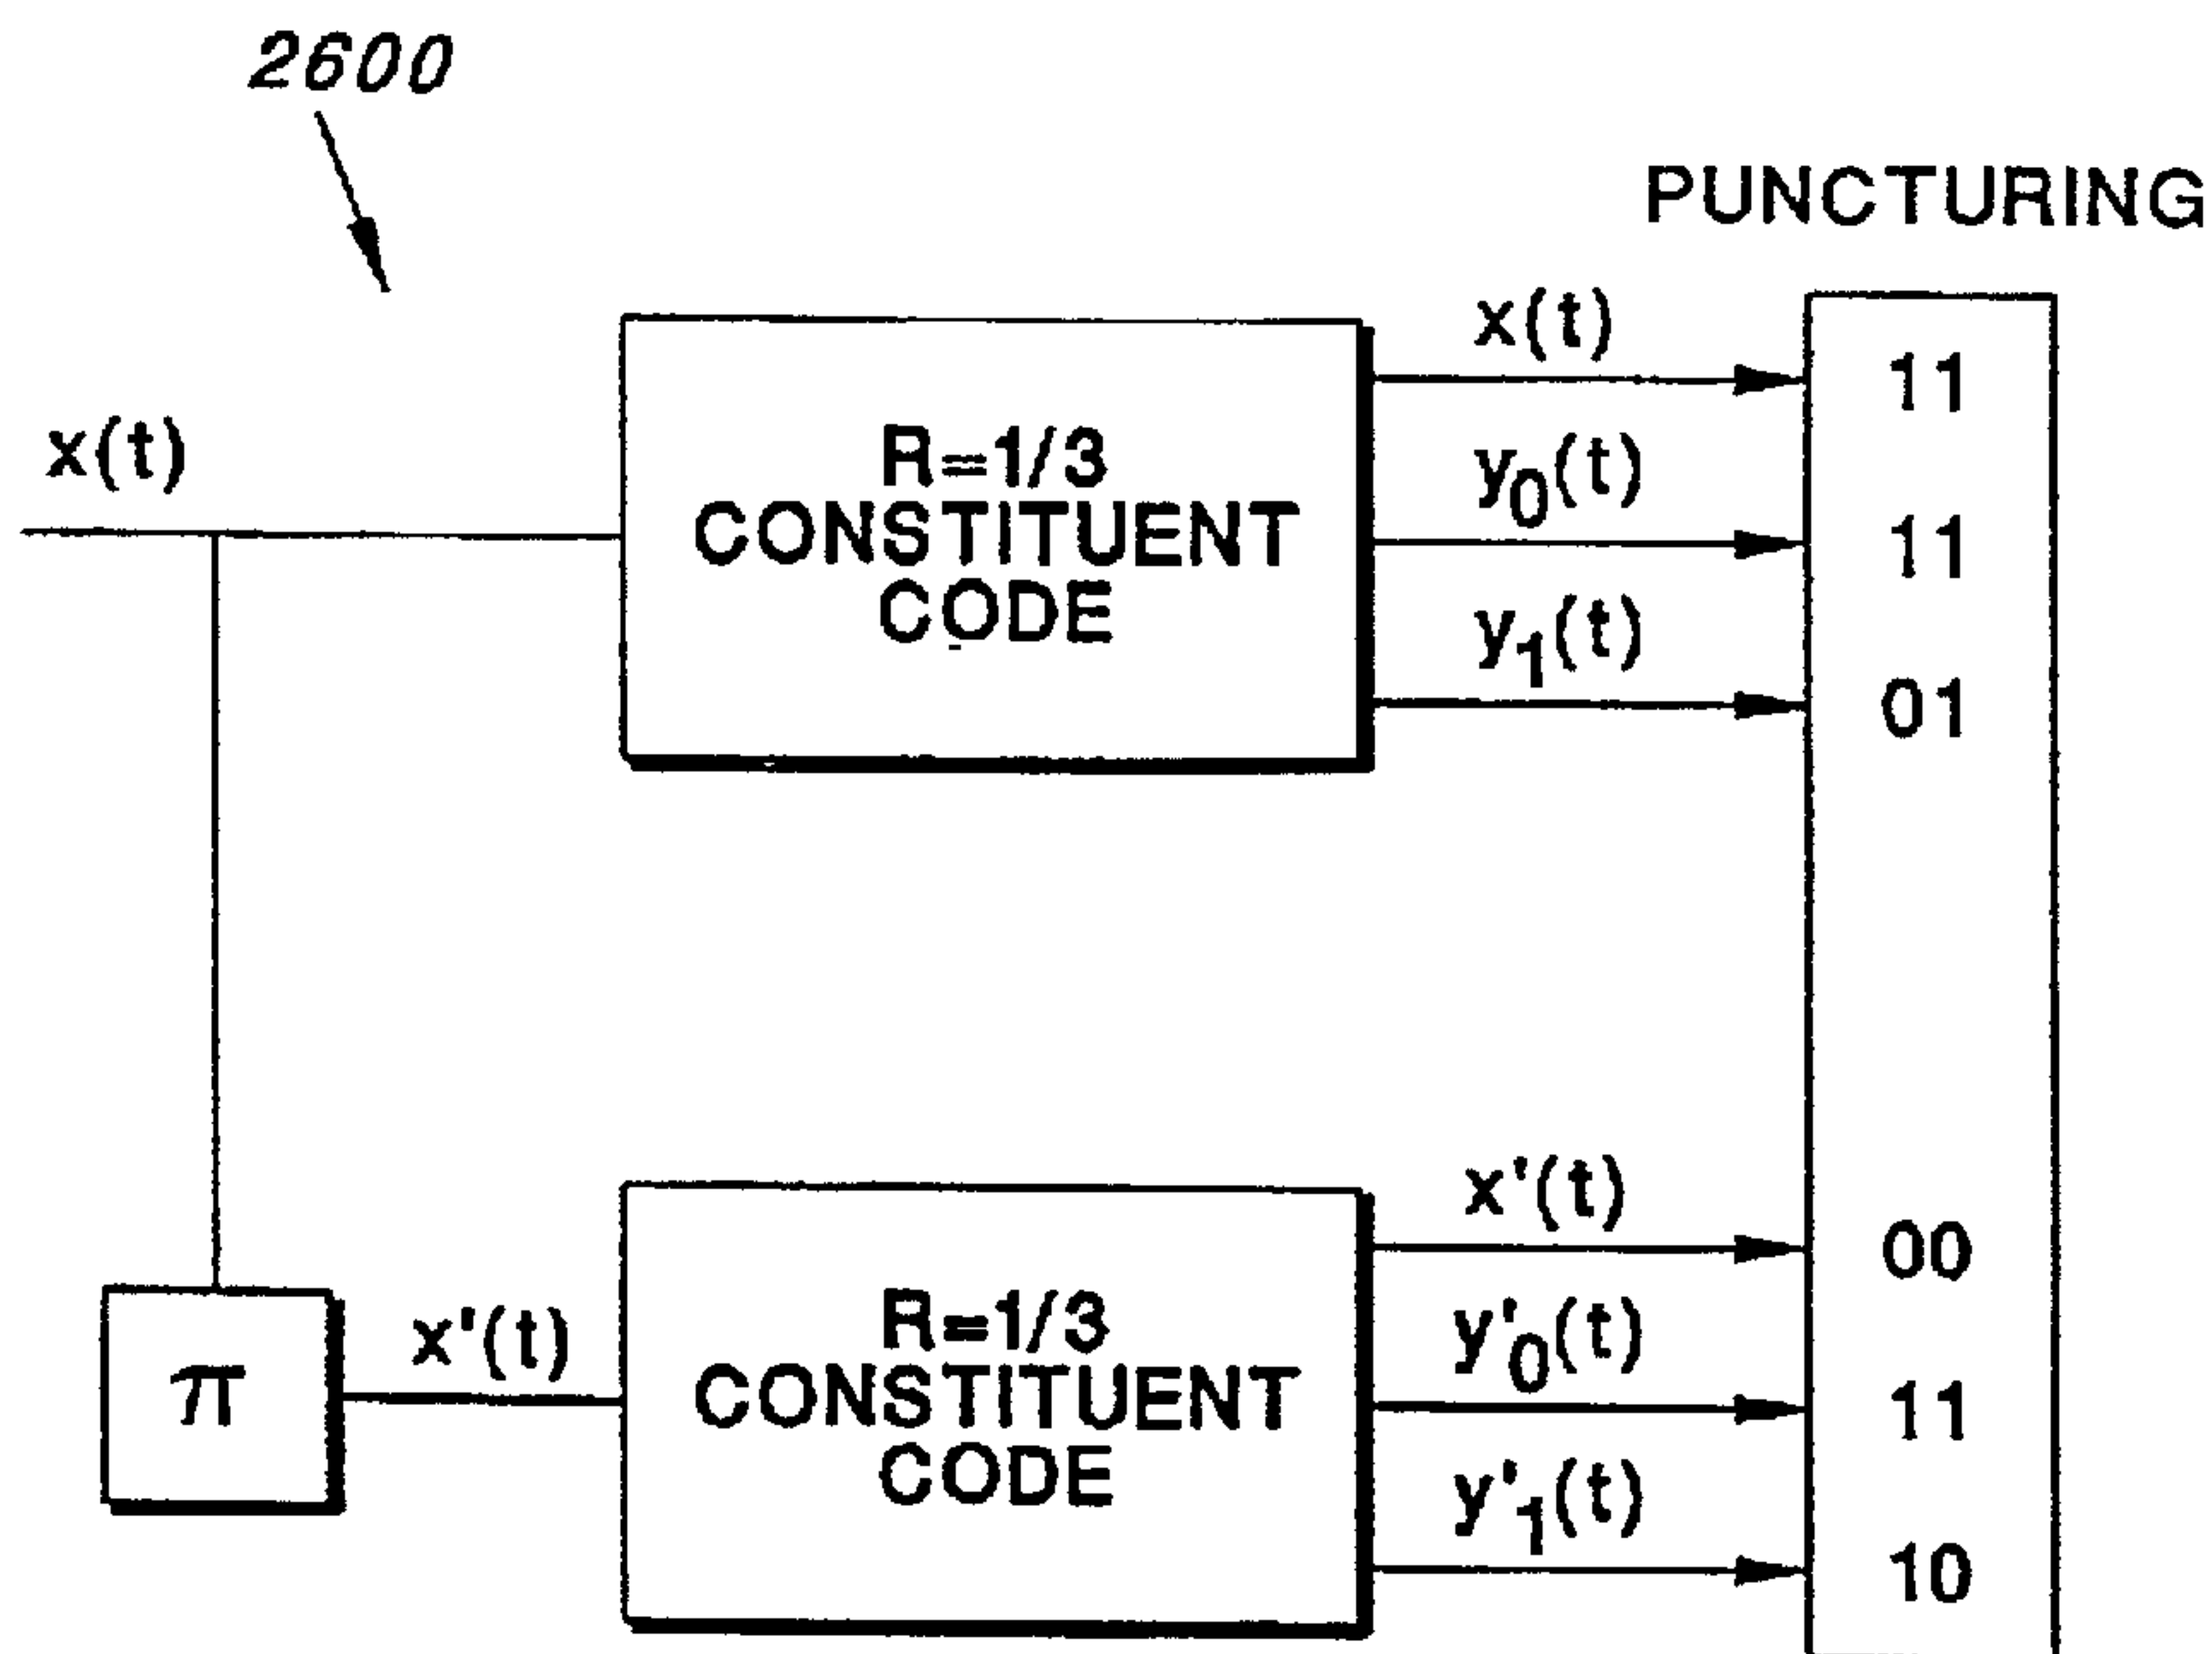 2600
PUNCTURING
x(t)
R=1/3
CONSTITUENT
CODE
x(t)
11
y0(t)
11
y1(t)
01
π
x'(t)
R=1/3
CONSTITUENT
CODE
x'(t)
00
y'0(t)
11
y'1(t)
10